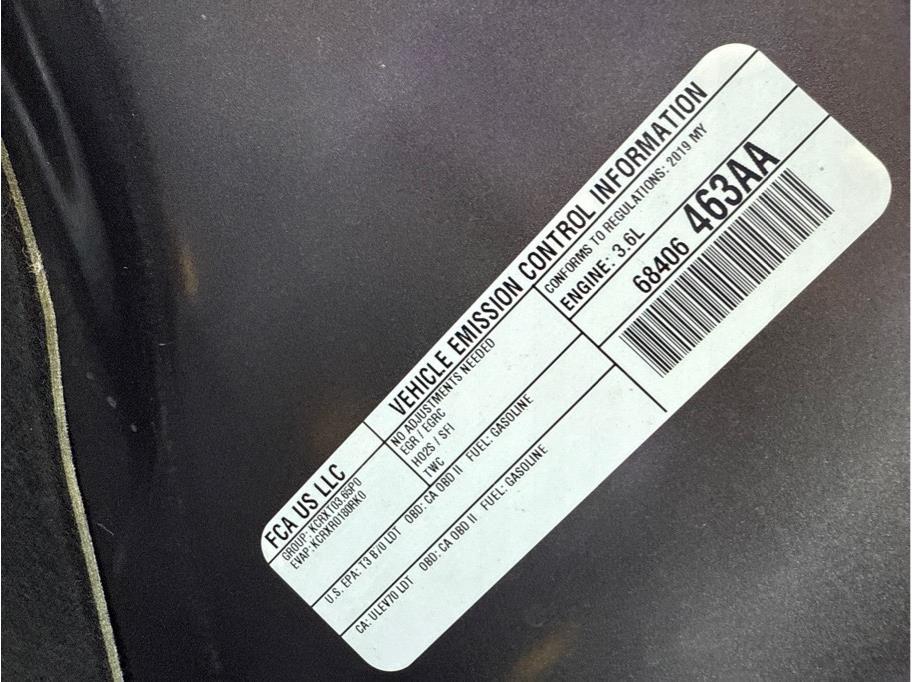 FCA US LLC
GROUP: KCRXT03.65P0
EVAP: KCRXR0180RK0
VEHICLE EMISSION CONTROL INFORMATION
NO ADJUSTMENTS NEEDED
EGR / EGRC
HO2S / SFI
TWC
CONFORMS TO REGULATIONS: 2019 MY
ENGINE: 3.6L
U.S. EPA: T3 B70 LDT OBD: CA OBD II FUEL: GASOLINE
CA: ULEV70 LDT OBD: CA OBD II FUEL: GASOLINE
68406 463AA